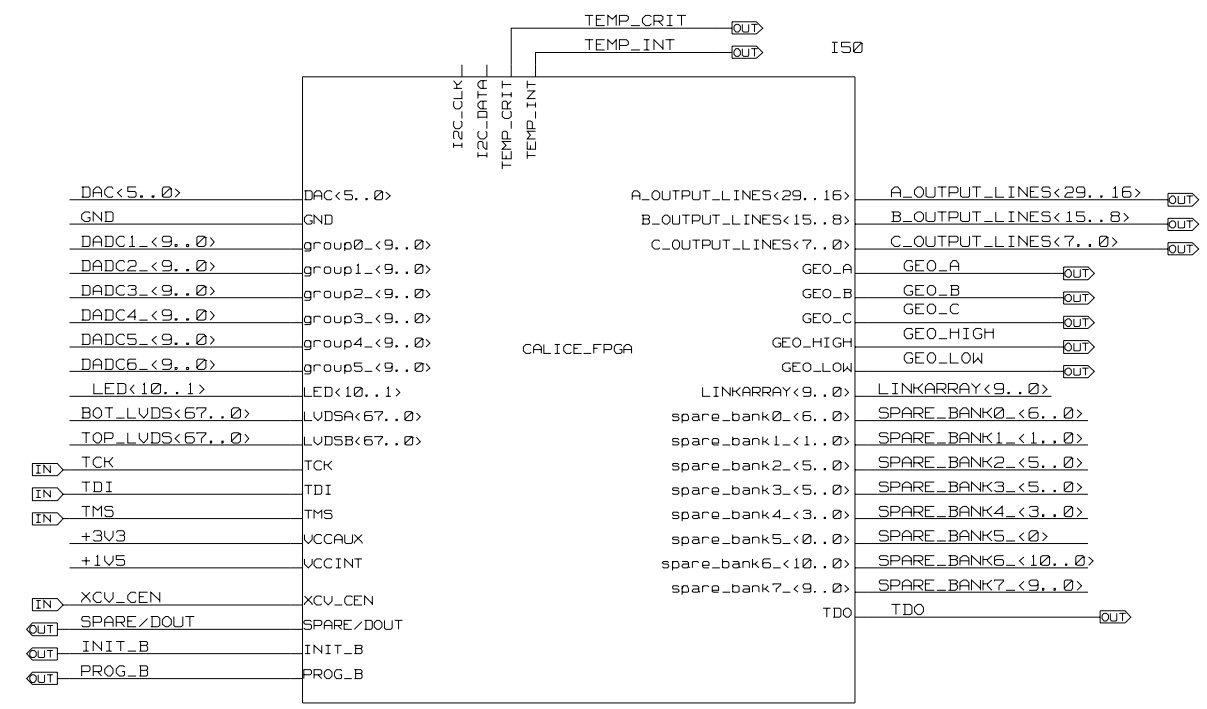 TEMP_CRIT OUT
TEMP_INT OUT
I50
I2C_CLK
I2C_DATA
TEMP_CRIT
TEMP_INT
DAC<5..0> DAC<5..0> A_OUTPUT_LINES<29..16> A_OUTPUT_LINES<29..16> OUT
GND GND B_OUTPUT_LINES<15..8> B_OUTPUT_LINES<15..8> OUT
DADC1_<9..0> group0_<9..0> C_OUTPUT_LINES<7..0> C_OUTPUT_LINES<7..0> OUT
DADC2_<9..0> group1_<9..0> GEO_A GEO_A OUT
DADC3_<9..0> group2_<9..0> GEO_B GEO_B OUT
DADC4_<9..0> group3_<9..0> GEO_C GEO_C OUT
DADC5_<9..0> group4_<9..0> CALICE_FPGA GEO_HIGH GEO_HIGH OUT
DADC6_<9..0> group5_<9..0> GEO_LOW GEO_LOW OUT
LED<10..1> LED<10..1> LINKARRAY<9..0> LINKARRAY<9..0>
BOT_LVDS<67..0> LVDSA<67..0> spare_bank0_<6..0> SPARE_BANK0_<6..0>
TOP_LVDS<67..0> LVDSB<67..0> spare_bank1_<1..0> SPARE_BANK1_<1..0>
IN TCK TCK spare_bank2_<5..0> SPARE_BANK2_<5..0>
IN TDI TDI spare_bank3_<5..0> SPARE_BANK3_<5..0>
IN TMS TMS spare_bank4_<3..0> SPARE_BANK4_<3..0>
+3V3 VCCAUX spare_bank5_<0..0> SPARE_BANK5_<0>
+1V5 VCCINT spare_bank6_<10..0> SPARE_BANK6_<10..0>
spare_bank7_<9..0> SPARE_BANK7_<9..0>
IN XCV_CEN XCV_CEN TDO TDO OUT
OUT SPARE/DOUT SPARE/DOUT
OUT INIT_B INIT_B
OUT PROG_B PROG_B